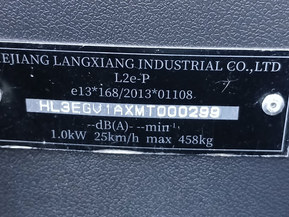 EJIANG LANGXIANG INDUSTRIAL CO.,LTD
L2e-P
e13*168/2013*01108
HL3EGV1AXMT000299
--dB(A)- --min⁻¹
1.0kW 25km/h max 458kg